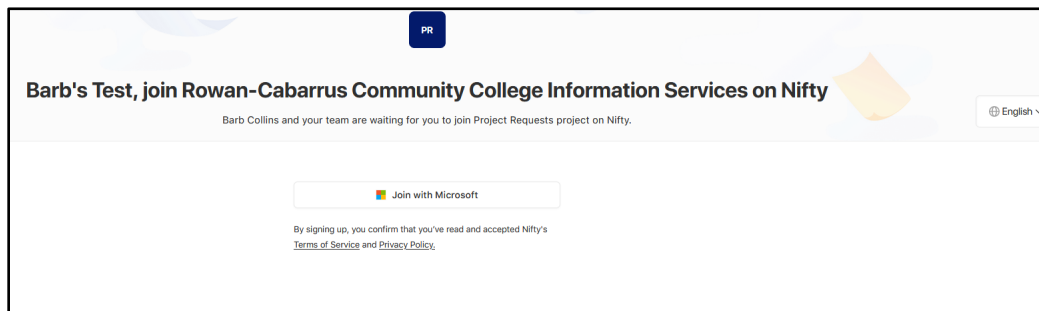 PR
Barb's Test, join Rowan-Cabarrus Community College Information Services on Nifty
Barb Collins and your team are waiting for you to join Project Requests project on Nifty.
English
Join with Microsoft
By signing up, you confirm that you've read and accepted Nifty's
Terms of Service and Privacy Policy.